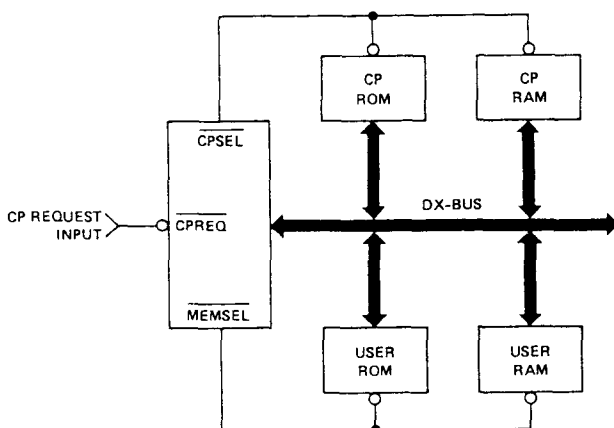 CP
ROM
CP
RAM
CPSEL
DX-BUS
CP REQUEST
INPUT
CPREQ
MEMSEL
USER
ROM
USER
RAM